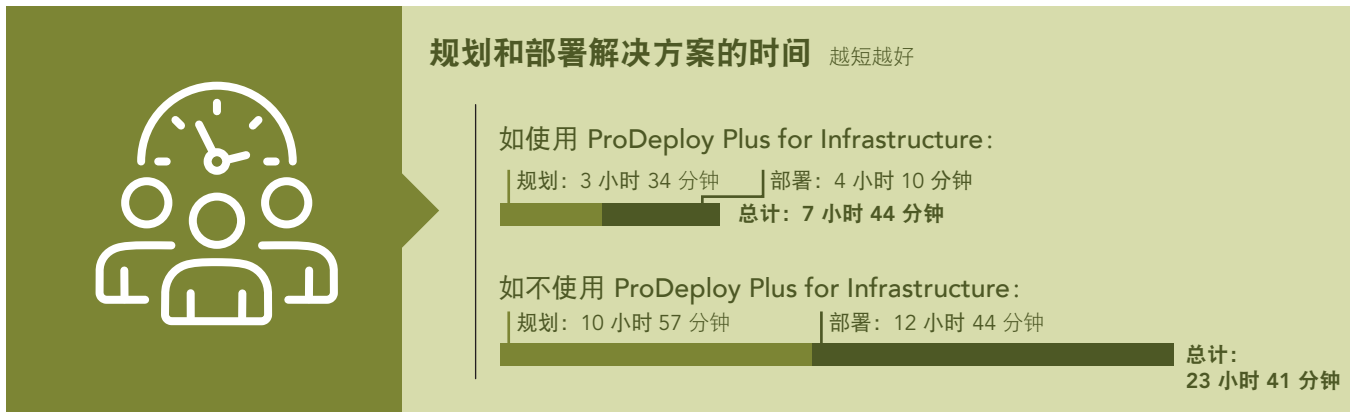 规划和部署解决方案的时间 越短越好
如使用 ProDeploy Plus for Infrastructure：
规划：3 小时 34 分钟 部署：4 小时 10 分钟
总计：7 小时 44 分钟
如不使用 ProDeploy Plus for Infrastructure：
规划：10 小时 57 分钟 部署：12 小时 44 分钟
总计：
23 小时 41 分钟